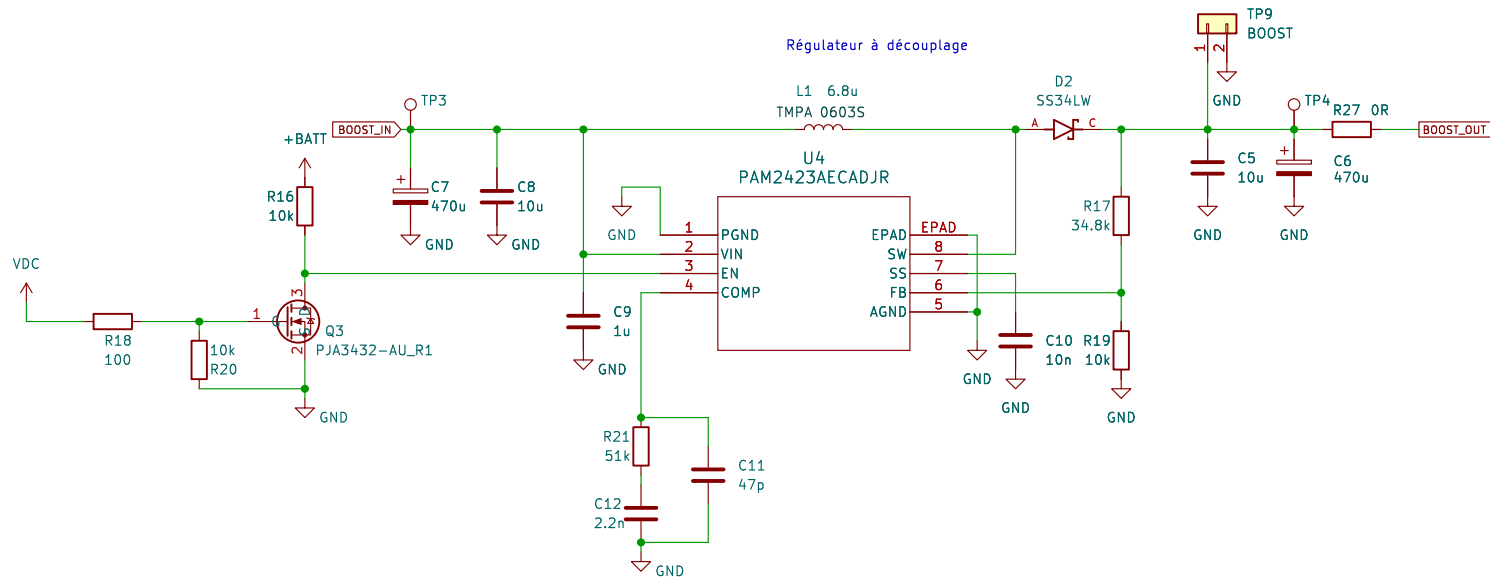 Régulateur à découplage
TP9
BOOST
1
2
GND
TP3
BOOST_IN
+BATT
R16
10k
+
C7
470u
GND
C8
10u
GND
L1 6.8u
TMPA 0603S
D2
SS34LW
A
C
TP4
R27 0R
BOOST_OUT
C5
10u
GND
+
C6
470u
GND
U4
PAM2423AECADJR
GND
1
PGND
2
VIN
3
EN
4
COMP
EPAD
EPAD
SW
8
SS
7
FB
6
AGND
5
GND
R17
34.8k
R19
10k
GND
C10
10n
GND
C9
1u
GND
VDC
R18
100
10k
R20
1
G
3
D
S
2
Q3
PJA3432-AU_R1
GND
R21
51k
C12
2.2n
C11
47p
GND